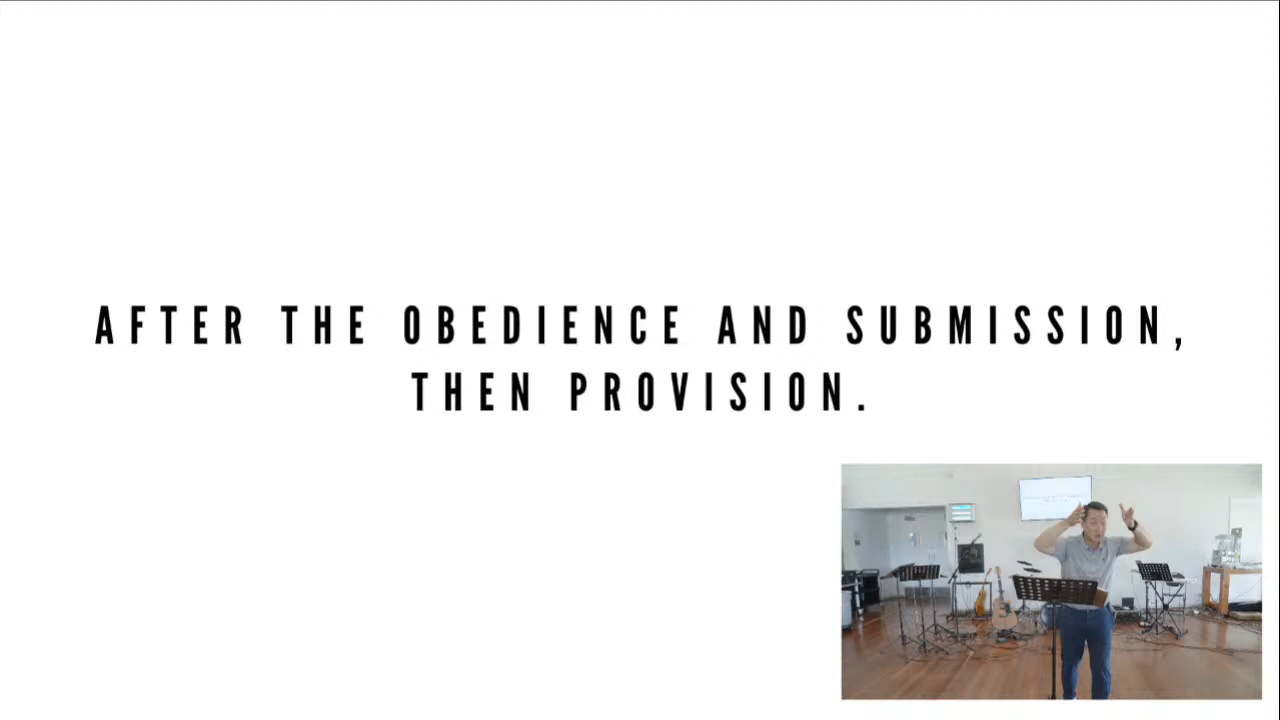 AFTER THE OBEDIENCE AND SUBMISSION,
THEN PROVISION.